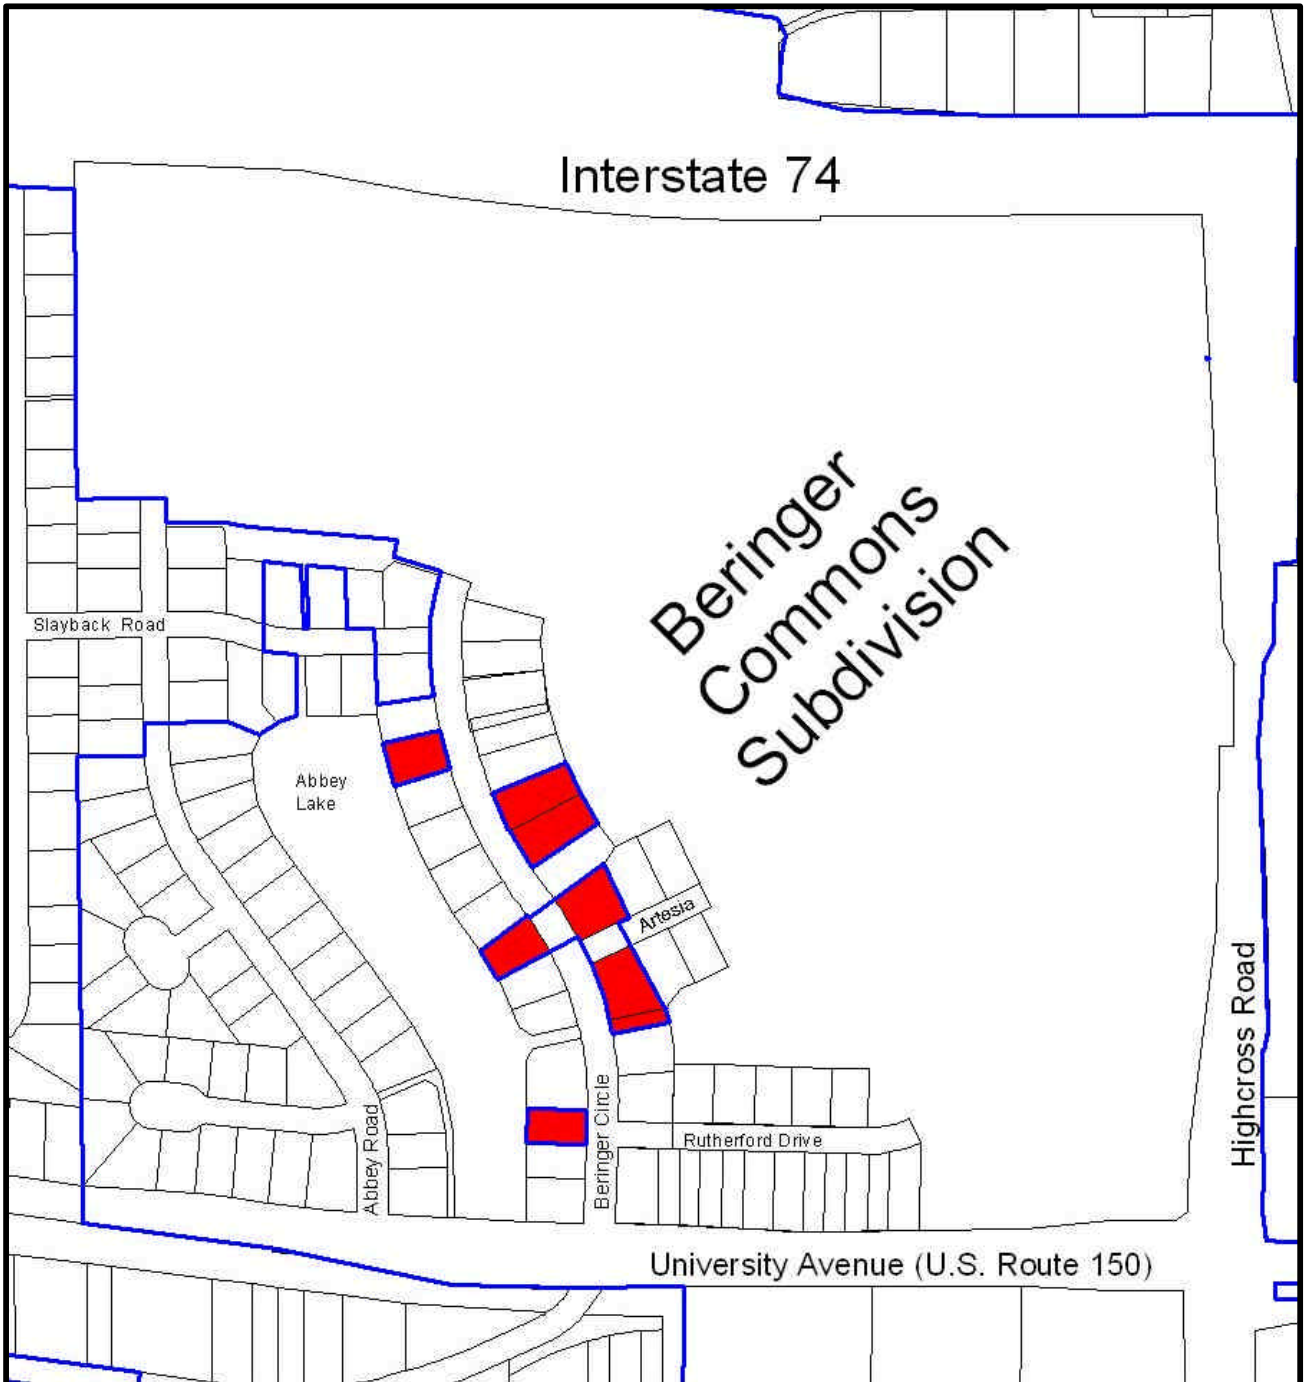 Interstate 74
Beringer
Commons
Subdivision
Slayback Road
Abbey
Lake
Artesia
Highcross Road
Beringer Circle
Abbey Road
Rutherford Drive
University Avenue (U.S. Route 150)